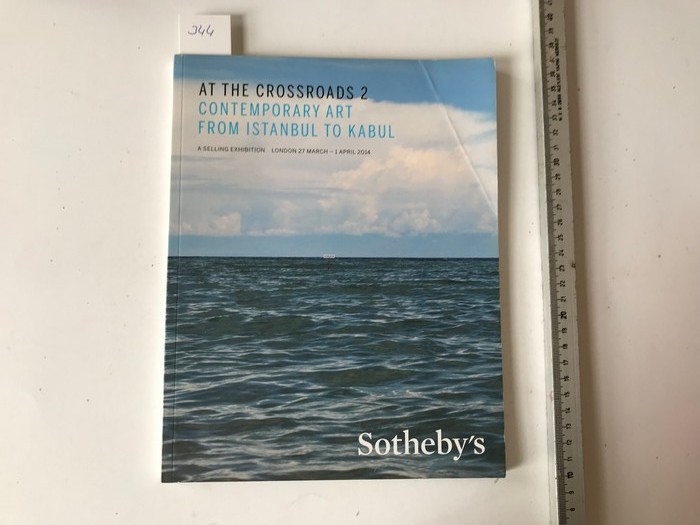 344
AT THE CROSSROADS 2
CONTEMPORARY ART
FROM ISTANBUL TO KABUL
A SELLING EXHIBITION LONDON 27 MARCH – 1 APRIL 2014
Sotheby's